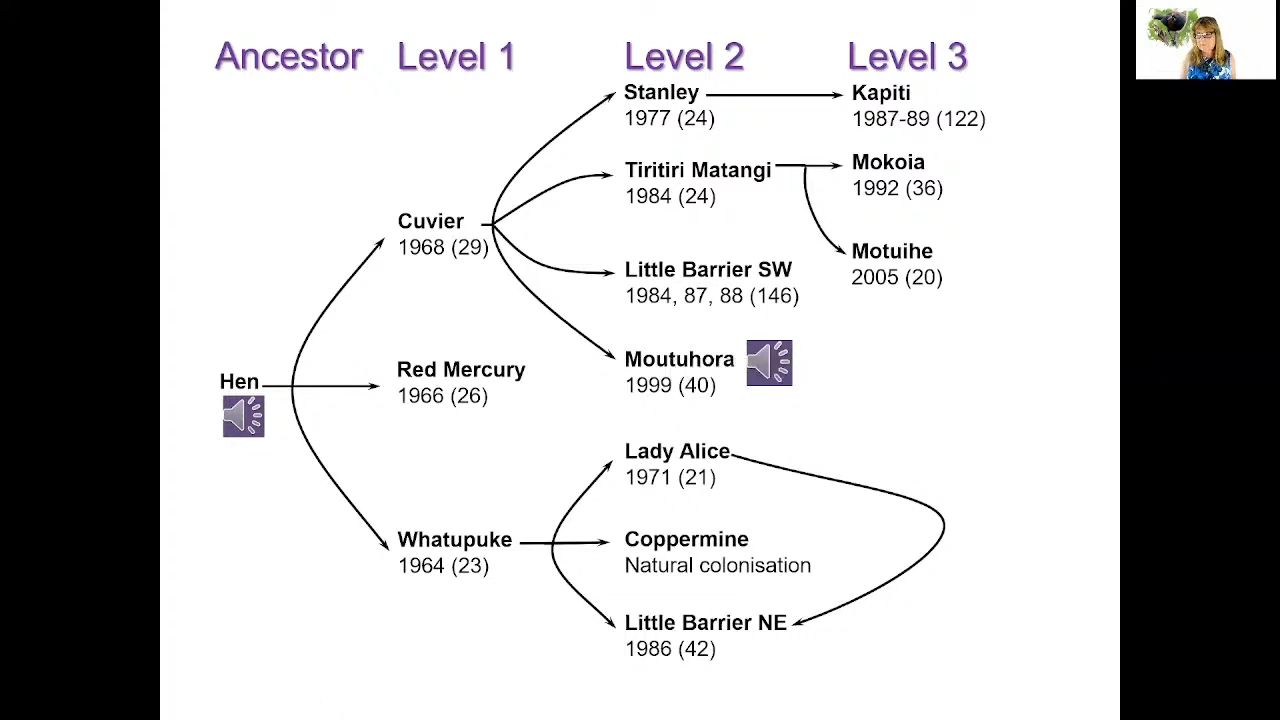 Ancestor
Level 1
Level 2
Level 3
Stanley
1977 (24)
Kapiti
1987-89 (122)
Tiritiri Matangi
1984 (24)
Mokoia
1992 (36)
Cuvier
1968 (29)
Motuihe
2005 (20)
Little Barrier SW
1984, 87, 88 (146)
Moutuhora
1999 (40)
Hen
Red Mercury
1966 (26)
Lady Alice
1971 (21)
Whatupuke
1964 (23)
Coppermine
Natural colonisation
Little Barrier NE
1986 (42)